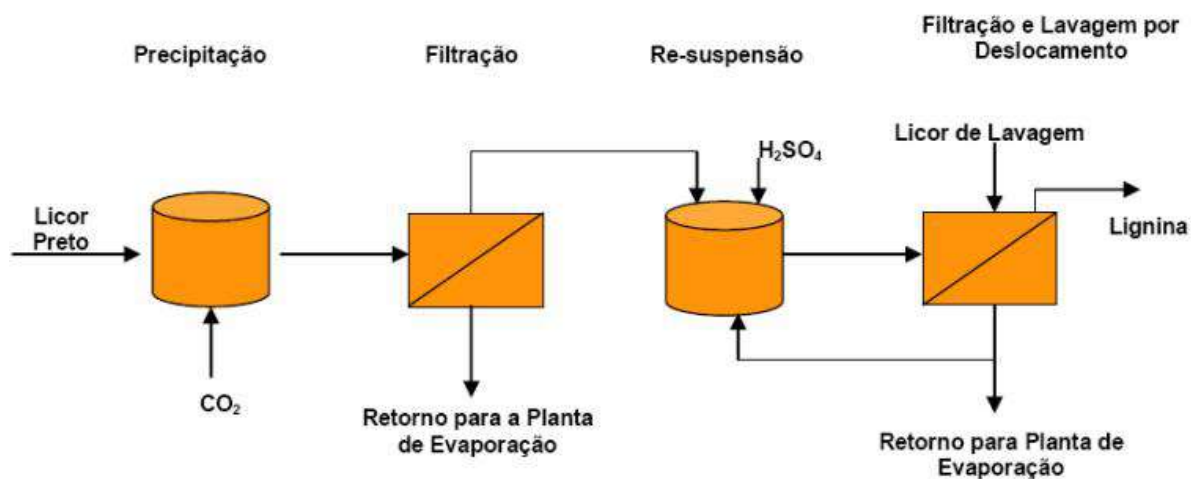 Precipitação
Filtração
Re-suspensão
Filtração e Lavagem por
Deslocamento
Licor
Preto
CO₂
Retorno para a Planta
de Evaporação
H₂SO₄
Licor de Lavagem
Lignina
Retorno para Planta de
Evaporação